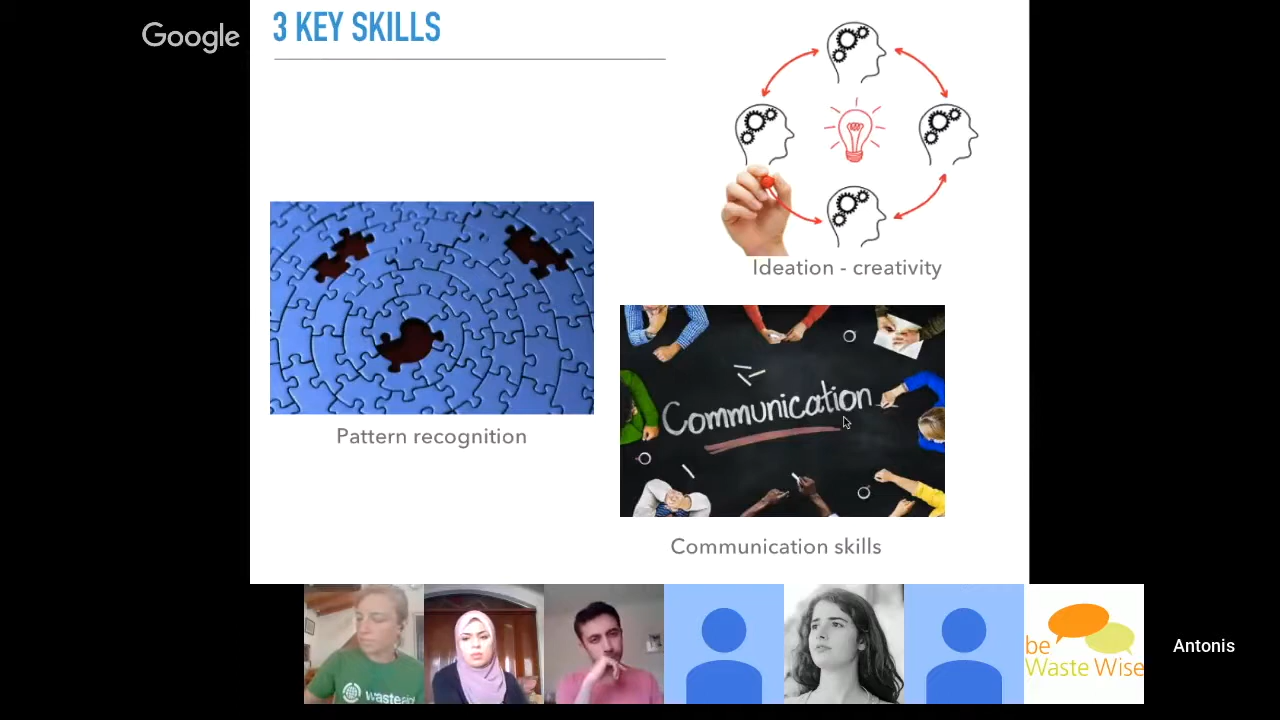 Google
3 KEY SKILLS
Ideation - creativity
Communication
Pattern recognition
Communication skills
be
Waste Wise
Antonis